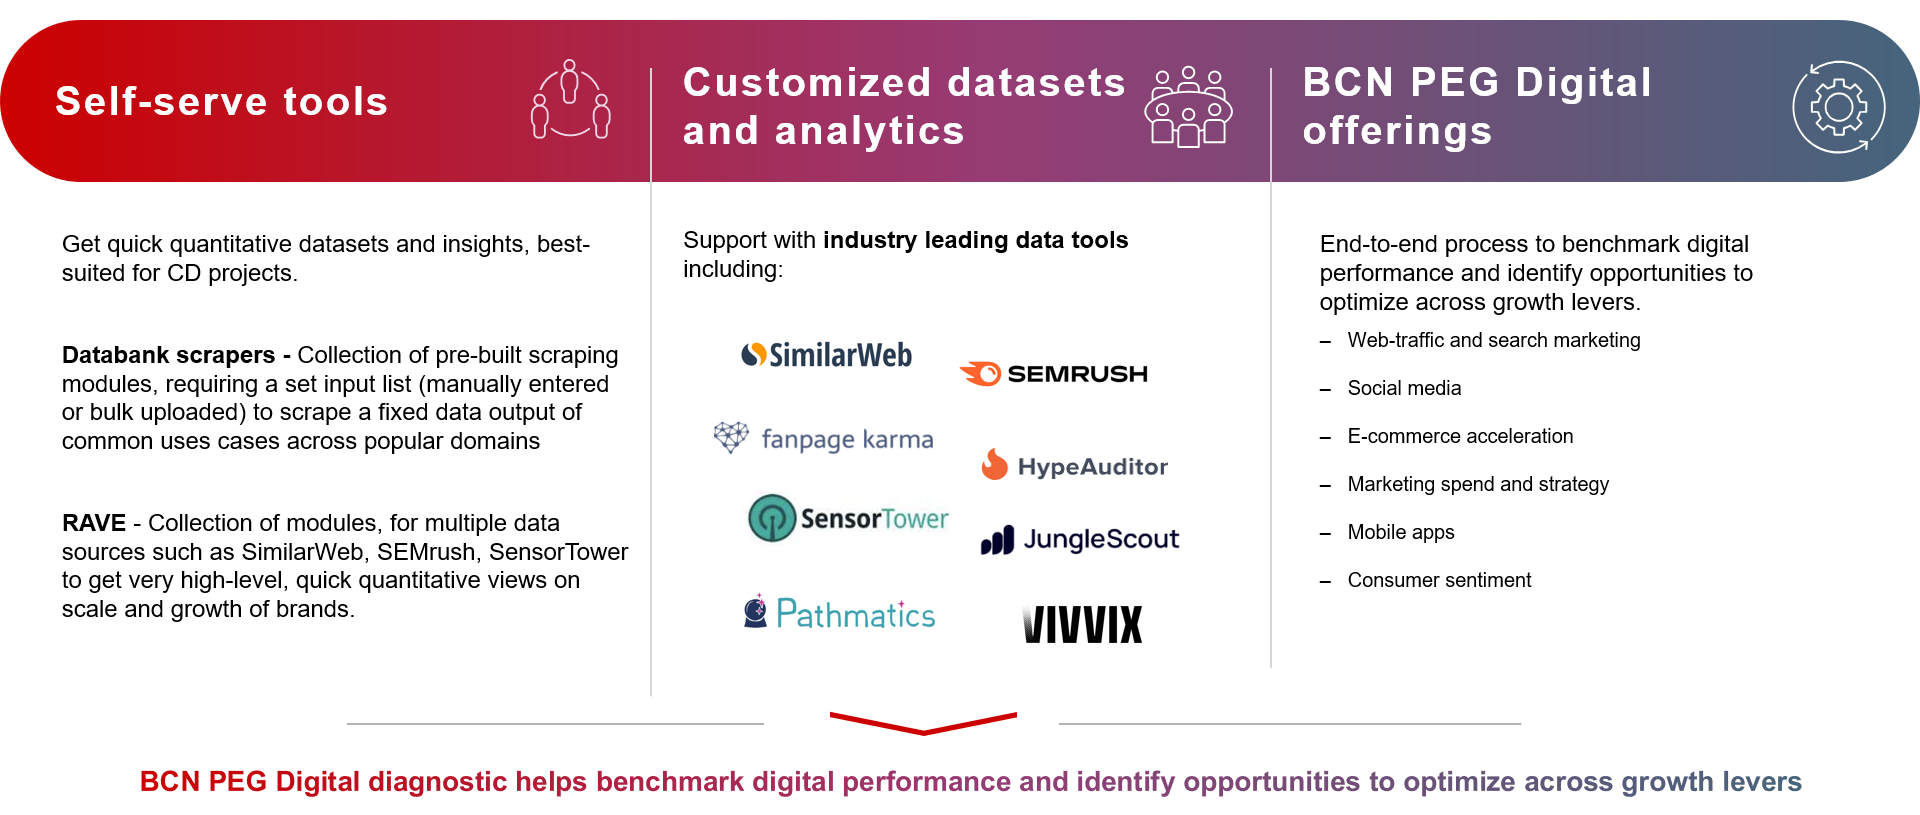 Self-serve tools
Customized datasets
and analytics
BCN PEG Digital
offerings
Get quick quantitative datasets and insights, best-
suited for CD projects.
Databank scrapers - Collection of pre-built scraping
modules, requiring a set input list (manually entered
or bulk uploaded) to scrape a fixed data output of
common uses cases across popular domains
RAVE - Collection of modules, for multiple data
sources such as SimilarWeb, SEMrush, SensorTower
to get very high-level, quick quantitative views on
scale and growth of brands.
Support with industry leading data tools
including:
SimilarWeb
SEMRUSH
fanpage karma
HypeAuditor
SensorTower
JungleScout
Pathmatics
VIVVIX
End-to-end process to benchmark digital
performance and identify opportunities to
optimize across growth levers.
– Web-traffic and search marketing
– Social media
– E-commerce acceleration
– Marketing spend and strategy
– Mobile apps
– Consumer sentiment
BCN PEG Digital diagnostic helps benchmark digital performance and identify opportunities to optimize across growth levers